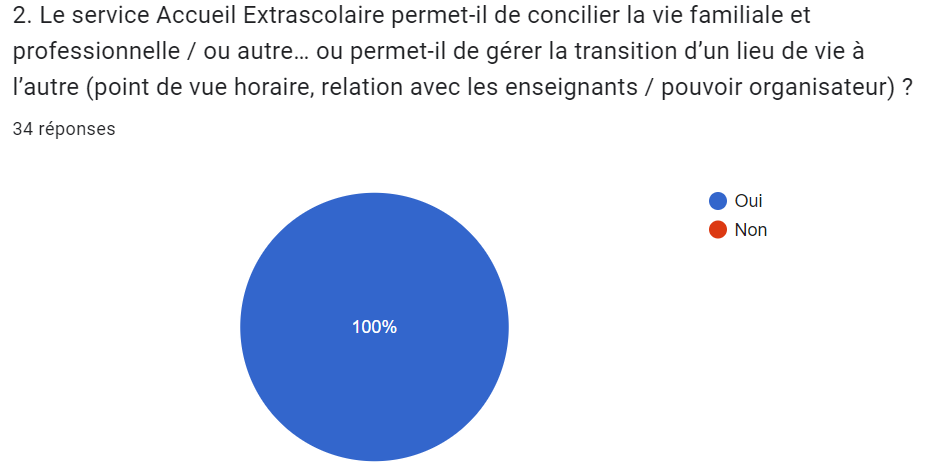 2. Le service Accueil Extrascolaire permet-il de concilier la vie familiale et
professionnelle / ou autre... ou permet-il de gérer la transition d’un lieu de vie à
l’autre (point de vue horaire, relation avec les enseignants / pouvoir organisateur) ?
34 réponses
Oui
Non
100%